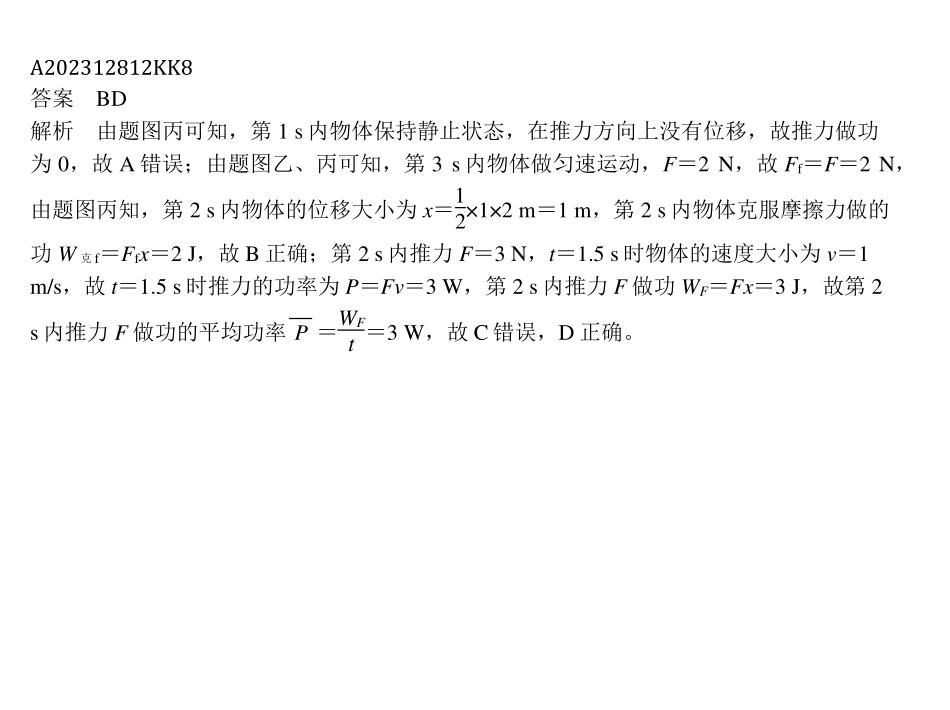 A202312812KK8
答案　BD
解析　由题图丙可知，第 1 s 内物体保持静止状态，在推力方向上没有位移，故推力做功
为 0，故 A 错误；由题图乙、丙可知，第 3 s 内物体做匀速运动，F＝2 N，故 Ff＝F＝2 N，
由题图丙知，第 2 s 内物体的位移大小为 x＝1/2×1×2 m＝1 m，第 2 s 内物体克服摩擦力做的
功 W克f＝Ffx＝2 J，故 B 正确；第 2 s 内推力 F＝3 N，t＝1.5 s 时物体的速度大小为 v＝1
m/s，故 t＝1.5 s 时推力的功率为 P＝Fv＝3 W，第 2 s 内推力 F 做功 WF＝Fx＝3 J，故第 2
s 内推力 F 做功的平均功率 P̅ ＝WF/t＝3 W，故 C 错误，D 正确。